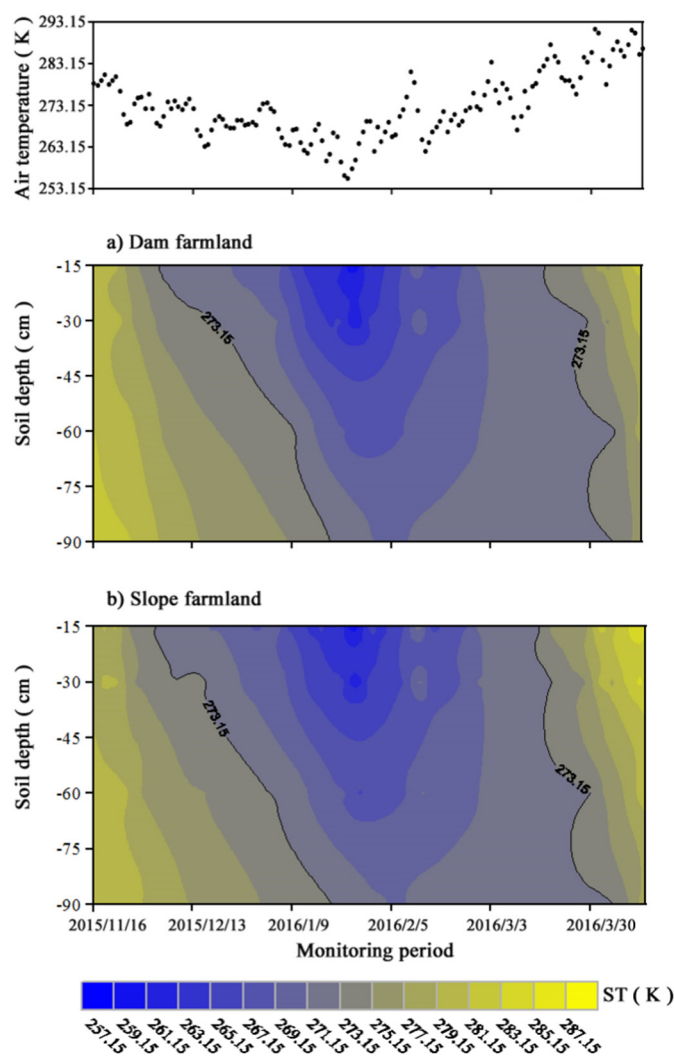 293.15
283.15
273.15
263.15
253.15
Air temperature ( K )
a) Dam farmland
-15
-30
-45
-60
-75
-90
Soil depth ( cm )
273.15
273.15
b) Slope farmland
-15
-30
-45
-60
-75
-90
Soil depth ( cm )
273.15
273.15
2015/11/16 2015/12/13 2016/1/9 2016/2/5 2016/3/3 2016/3/30
Monitoring period
ST ( K )
257.15 259.15 261.15 263.15 265.15 267.15 269.15 271.15 273.15 275.15 277.15 279.15 281.15 283.15 285.15 287.15